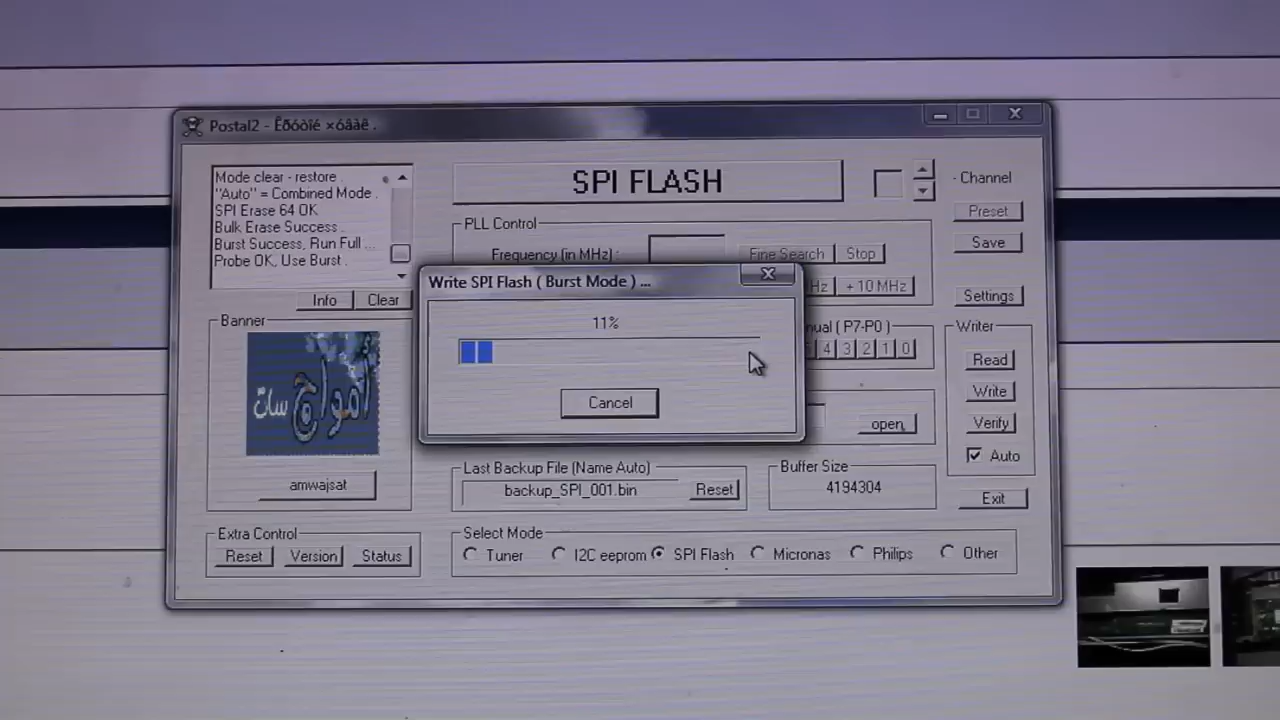 Postal2 - Êðóòîé ×óâàê .
Mode clear - restore .
"Auto" = Combined Mode .
SPI Erase 64 OK
Bulk Erase Success .
Burst Success, Run Full ...
Probe OK, Use Burst .
Info
Clear
SPI FLASH
- Channel
Preset
Save
Settings
PLL Control
Frequency (in MHz) :
Fine Search
Stop
Hz
+ 10 MHz
Write SPI Flash ( Burst Mode ) ...
11%
Cancel
nual ( P7-P0 )
4 3 2 1 0
open
Banner
أمواج سات
amwajsat
Writer
Read
Write
Verify
Auto
Exit
Last Backup File (Name Auto)
backup_SPI_001.bin
Reset
Buffer Size
4194304
Extra Control
Reset
Version
Status
Select Mode
Tuner
I2C eeprom
SPI Flash
Micronas
Philips
Other